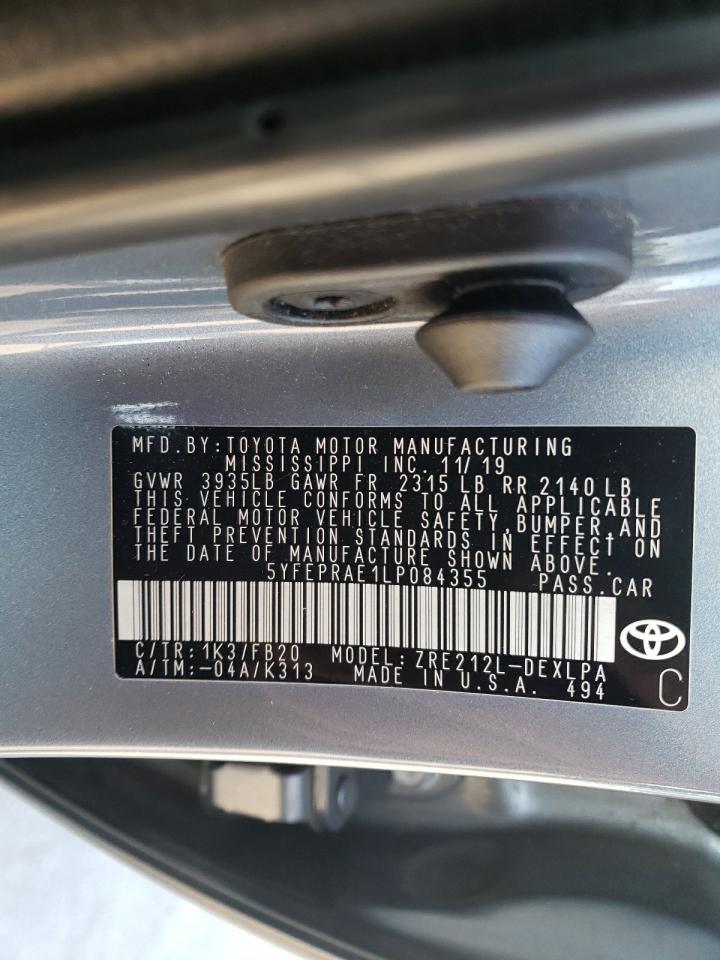 MFD.BY:TOYOTA MOTOR MANUFACTURING
MISSISSIPPI INC. 11/19
GVWR 3935LB GAWR FR 2315 LB RR 2140 LB
THIS VEHICLE CONFORMS TO ALL APPLICABLE
FEDERAL MOTOR VEHICLE SAFETY,BUMPER,AND
THEFT PREVENTION STANDARDS IN EFFECT ON
THE DATE OF MANUFACTURE SHOWN ABOVE.
5YFEPRAE1LP084355 PASS.CAR
C/TR:1K3/FB20 MODEL:ZRE212L-DEXLPA
A/TM:-04A/K313 MADE IN U.S.A. 494
C